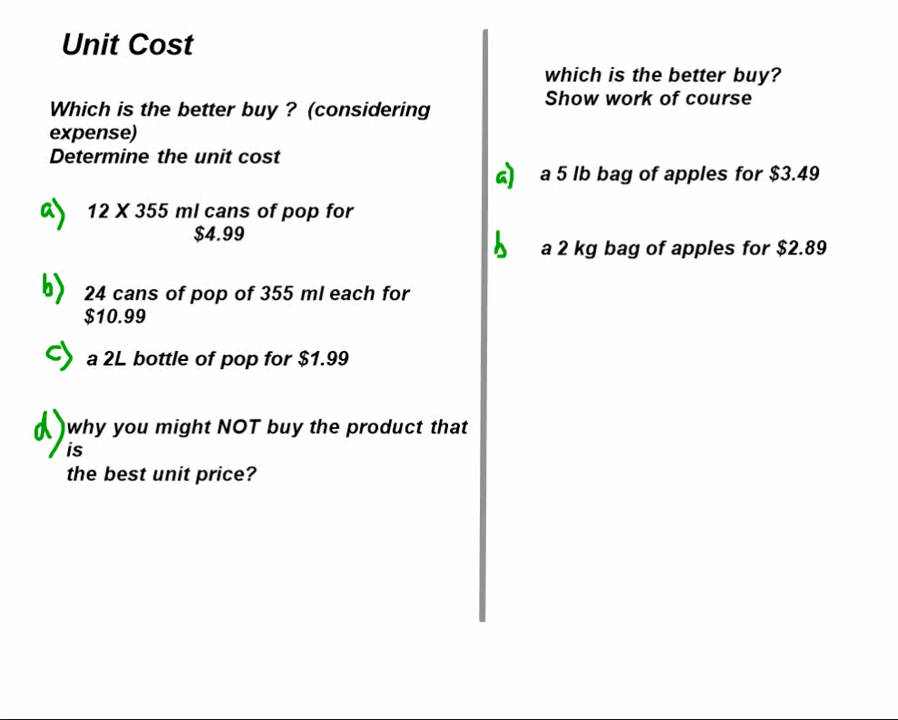 Unit Cost
Which is the better buy ? (considering
expense)
Determine the unit cost
a) 12 X 355 ml cans of pop for
$4.99
b) 24 cans of pop of 355 ml each for
$10.99
c) a 2L bottle of pop for $1.99
d) why you might NOT buy the product that
is
the best unit price?
which is the better buy?
Show work of course
a) a 5 lb bag of apples for $3.49
b a 2 kg bag of apples for $2.89